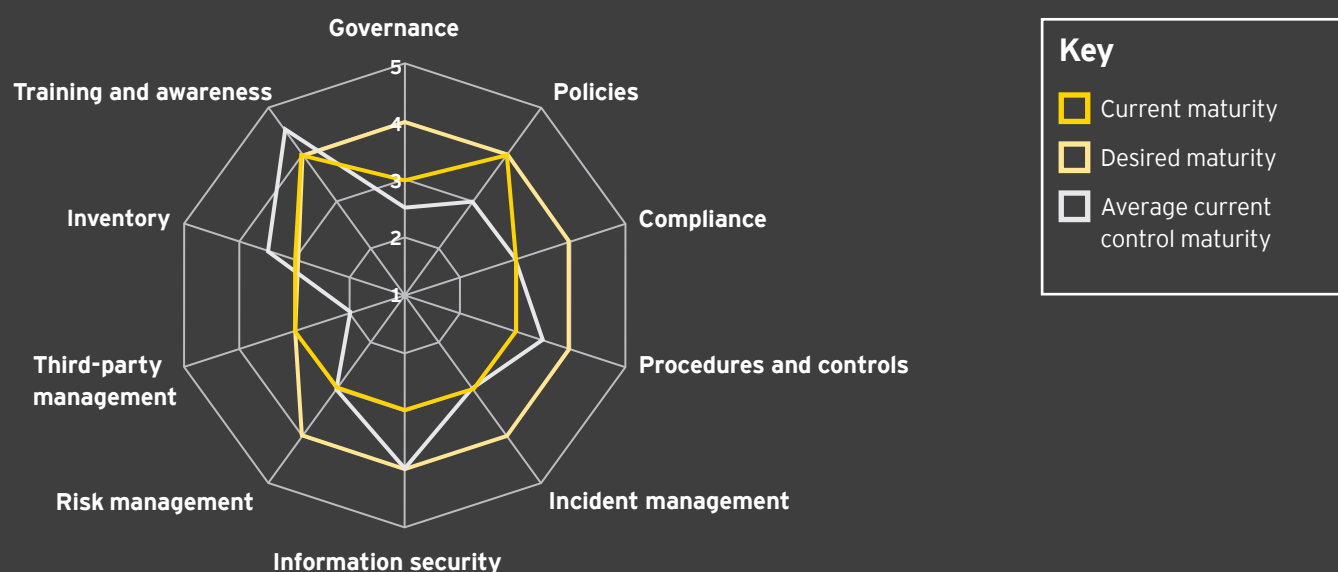 Governance
Training and awareness
Policies
Inventory
Compliance
Third-party
management
Procedures and controls
Risk management
Incident management
Information security
5
4
3
2
1
Key
Current maturity
Desired maturity
Average current
control maturity